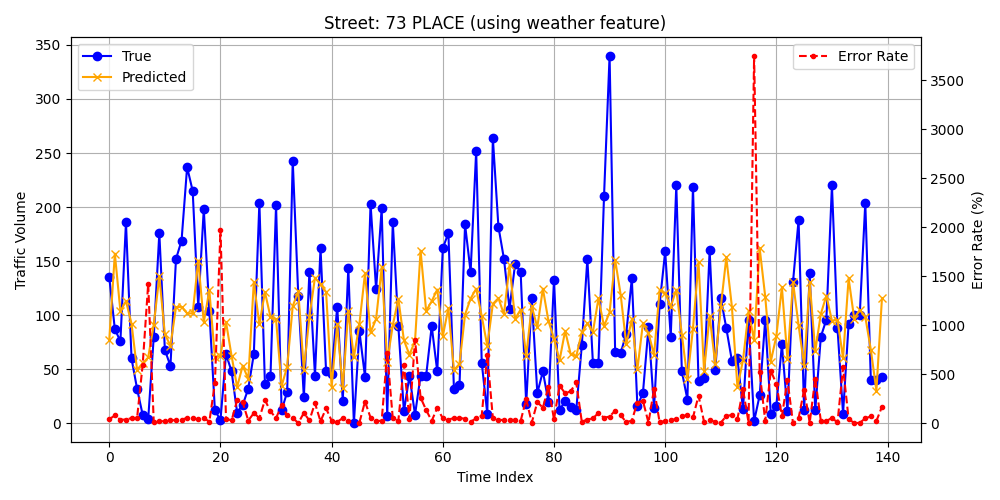 Street: 73 PLACE (using weather feature)
True
Predicted
Error Rate
Traffic Volume
350
300
250
200
150
100
50
0
3500
3000
2500
2000
1500
1000
500
0
Error Rate (%)
0 20 40 60 80 100 120 140
Time Index